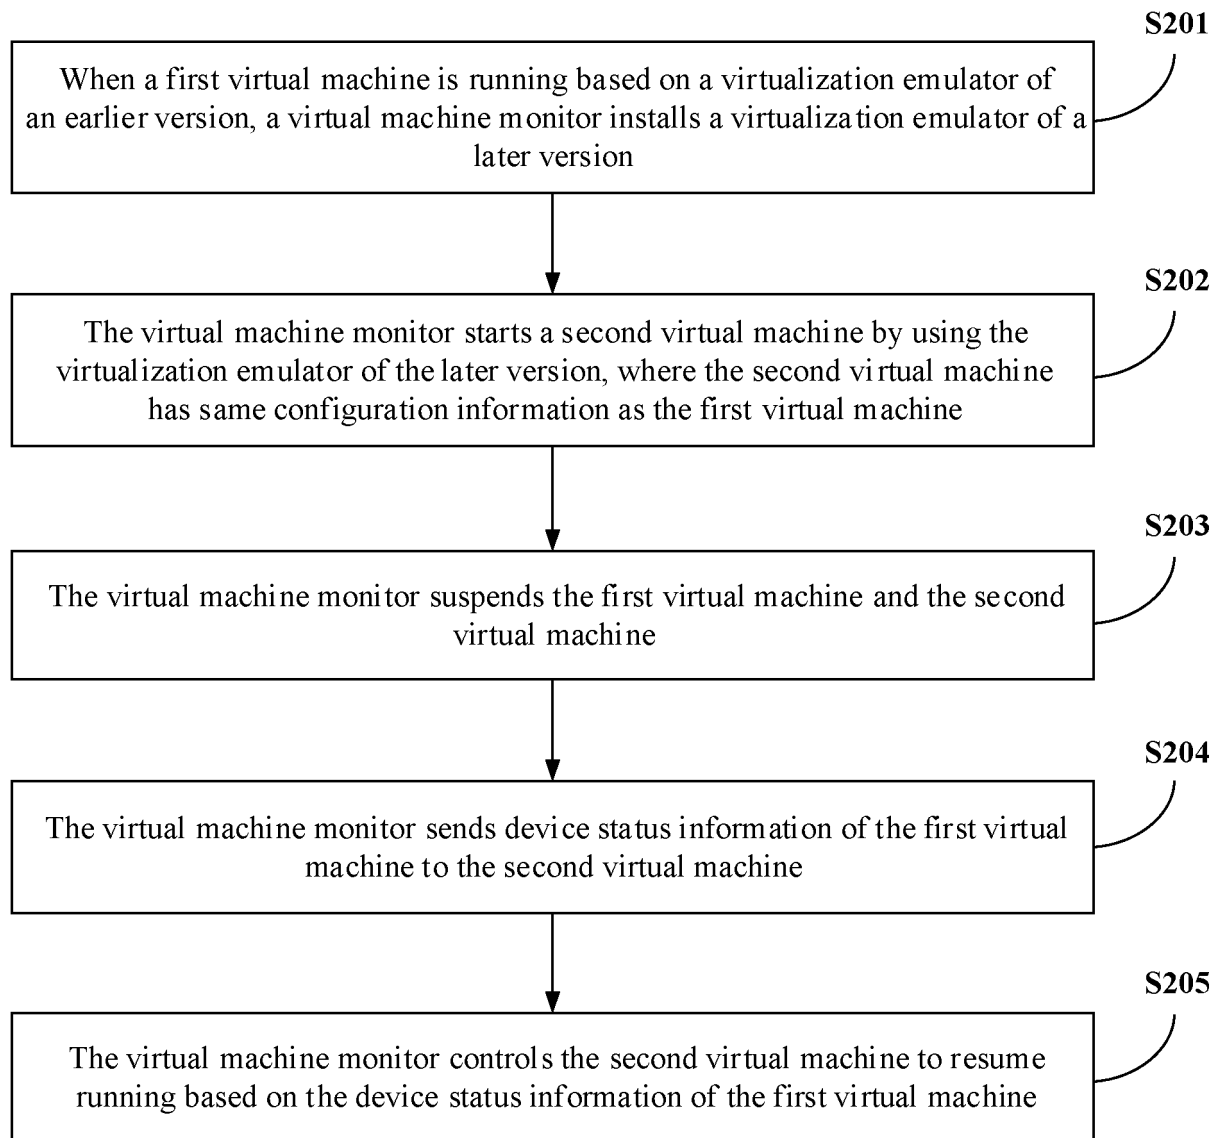 S201
When a first virtual machine is running based on a virtualization emulator of
an earlier version, a virtual machine monitor installs a virtualization emulator of a
later version
S202
The virtual machine monitor starts a second virtual machine by using the
virtualization emulator of the later version, where the second virtual machine
has same configuration information as the first virtual machine
S203
The virtual machine monitor suspends the first virtual machine and the second
virtual machine
S204
The virtual machine monitor sends device status information of the first virtual
machine to the second virtual machine
S205
The virtual machine monitor controls the second virtual machine to resume
running based on the device status information of the first virtual machine